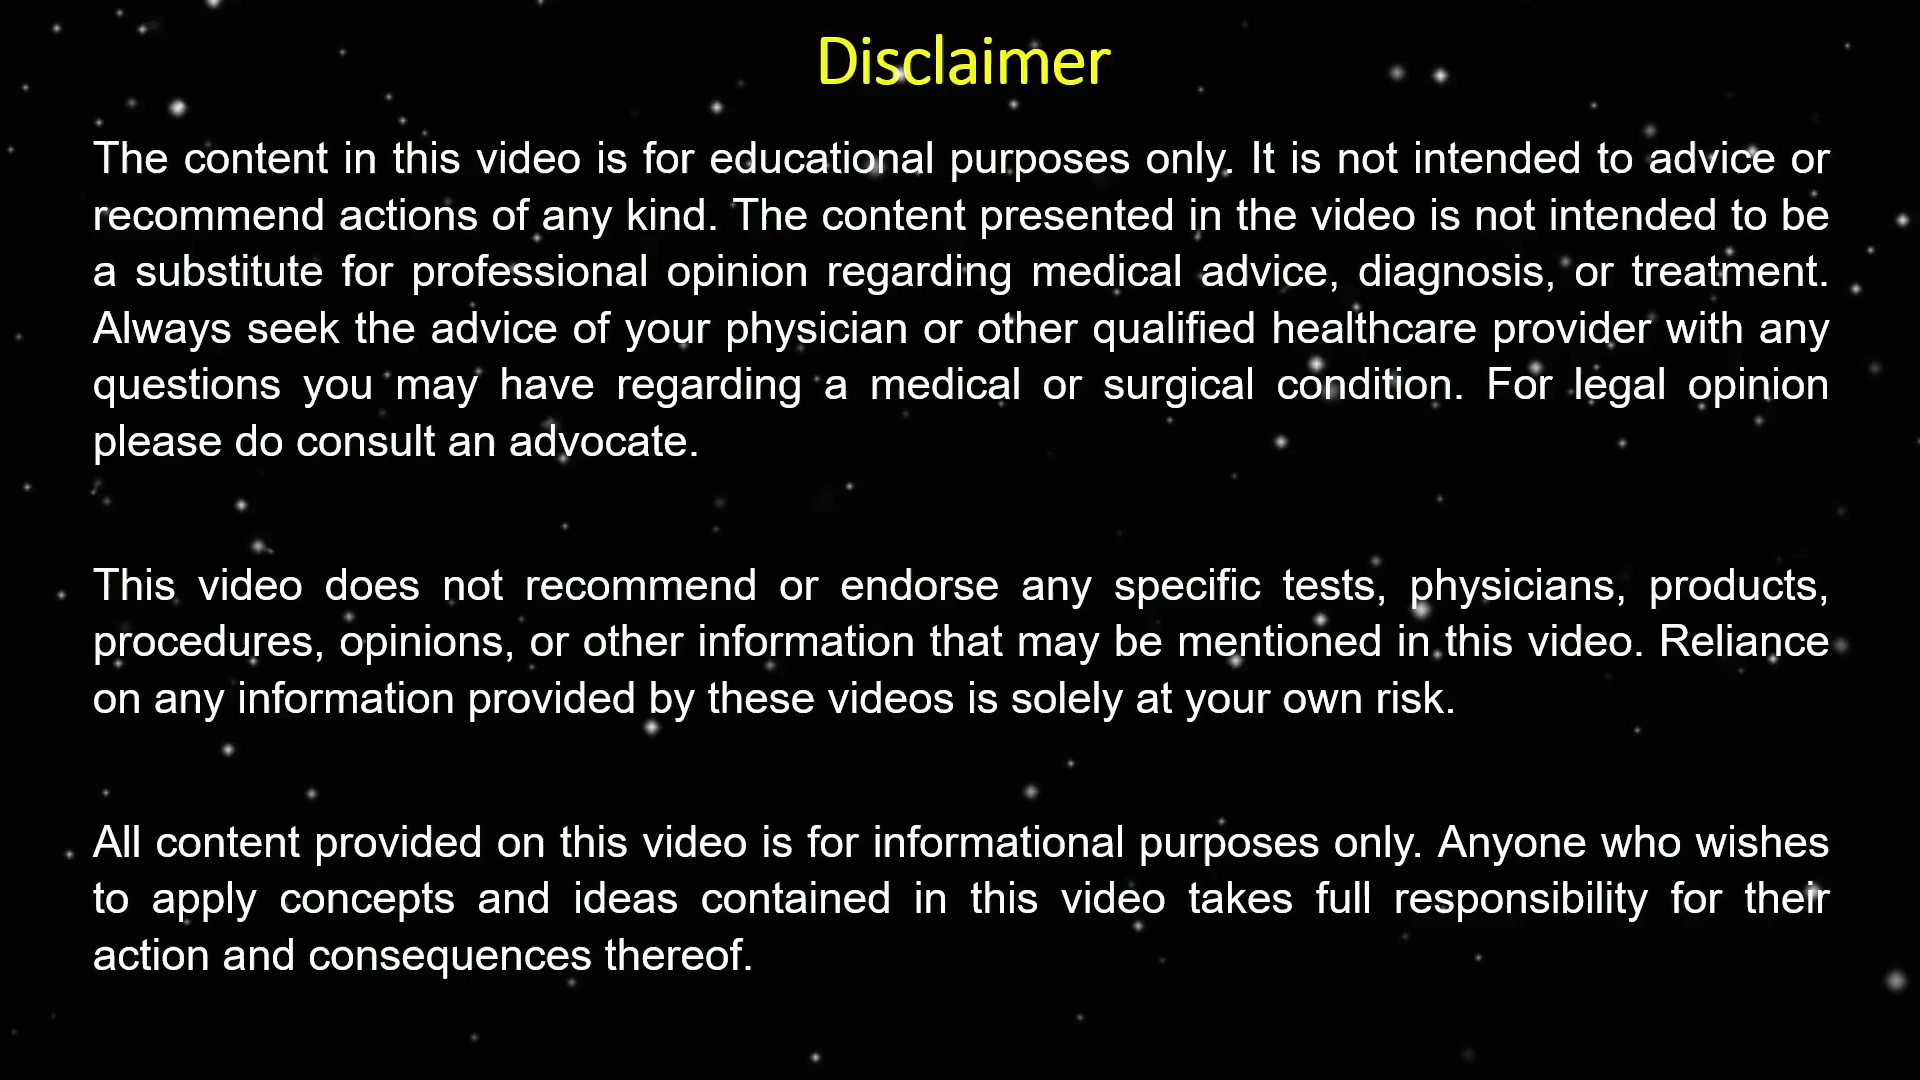 Disclaimer
The content in this video is for educational purposes only. It is not intended to advice or
recommend actions of any kind. The content presented in the video is not intended to be
a substitute for professional opinion regarding medical advice, diagnosis, or treatment.
Always seek the advice of your physician or other qualified healthcare provider with any
questions you may have regarding a medical or surgical condition. For legal opinion
please do consult an advocate.
This video does not recommend or endorse any specific tests, physicians, products,
procedures, opinions, or other information that may be mentioned in this video. Reliance
on any information provided by these videos is solely at your own risk.
All content provided on this video is for informational purposes only. Anyone who wishes
to apply concepts and ideas contained in this video takes full responsibility for their
action and consequences thereof.